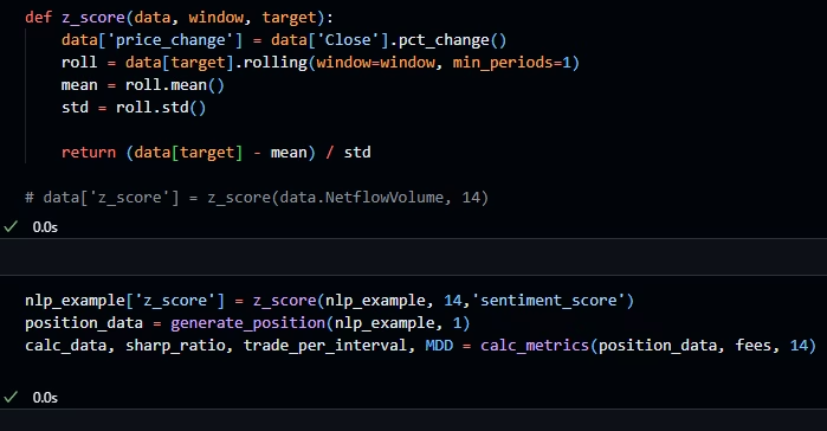 def z_score(data, window, target):
    data['price_change'] = data['Close'].pct_change()
    roll = data[target].rolling(window=window, min_periods=1)
    mean = roll.mean()
    std = roll.std()
    return (data[target] - mean) / std
# data['z_score'] = z_score(data.NetflowVolume, 14)
0.0s
nlp_example['z_score'] = z_score(nlp_example, 14,'sentiment_score')
position_data = generate_position(nlp_example, 1)
calc_data, sharp_ratio, trade_per_interval, MDD = calc_metrics(position_data, fees, 14)
0.0s